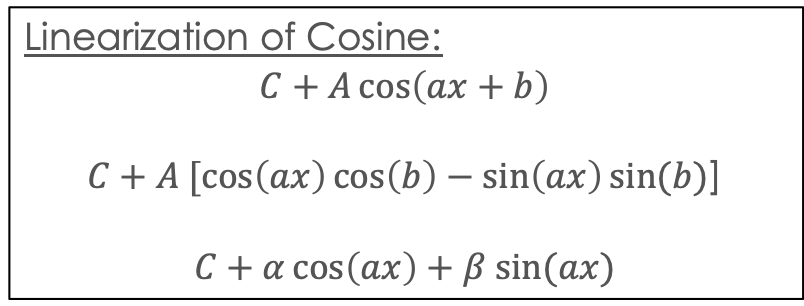 Linearization of Cosine:
𝐶 + 𝐴 cos(𝑎𝑥 + 𝑏)
𝐶 + 𝐴 [cos(𝑎𝑥) cos(𝑏) − sin(𝑎𝑥) sin(𝑏)]
𝐶 + 𝛼 cos(𝑎𝑥) + 𝛽 sin(𝑎𝑥)